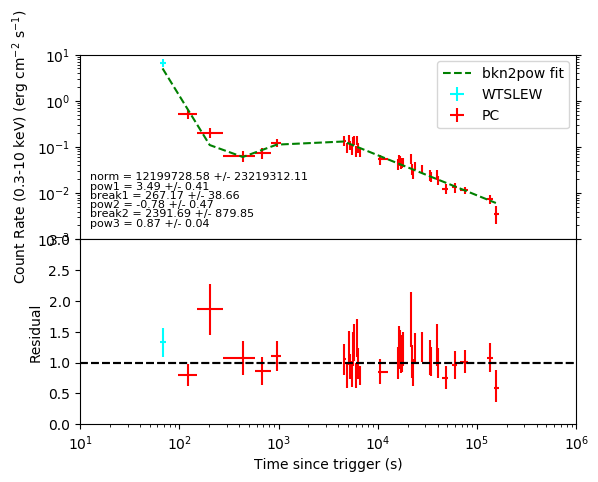 Count Rate (0.3-10 keV) (erg cm⁻² s⁻¹)
10¹
10⁰
10⁻¹
10⁻²
10⁻³
bkn2pow fit
WTSLEW
PC
norm = 12199728.58 +/- 23219312.11
pow1 = 3.49 +/- 0.41
break1 = 267.17 +/- 38.66
pow2 = -0.78 +/- 0.47
break2 = 2391.69 +/- 879.85
pow3 = 0.87 +/- 0.04
Residual
3.0
2.5
2.0
1.5
1.0
0.5
0.0
10¹ 10² 10³ 10⁴ 10⁵ 10⁶
Time since trigger (s)